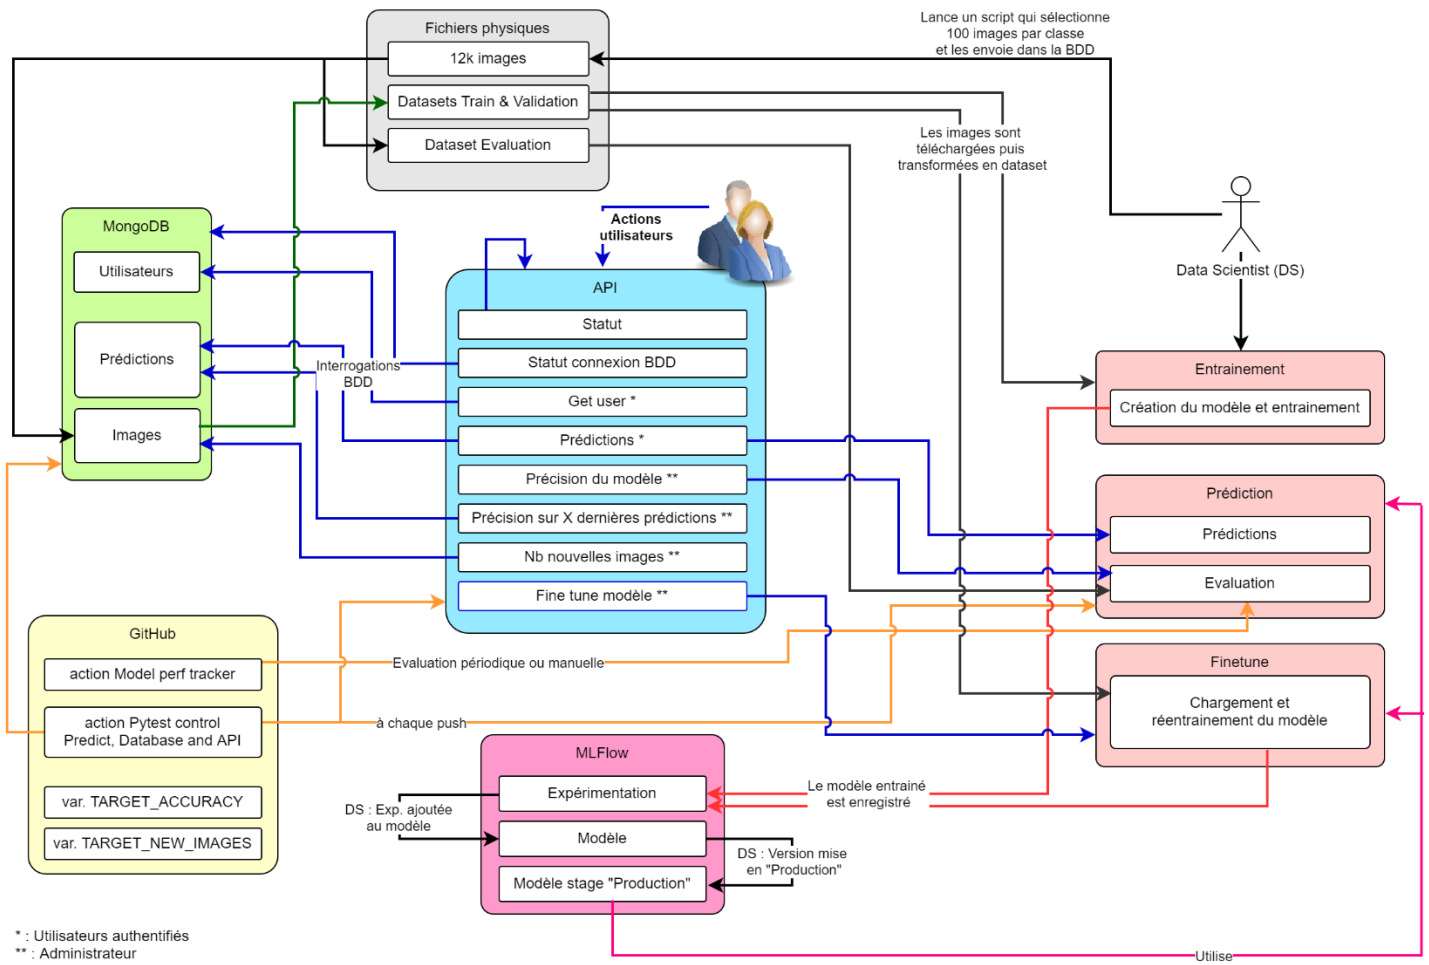 Lance un script qui sélectionne
100 images par classe
et les envoie dans la BDD
Fichiers physiques
12k images
Datasets Train & Validation
Dataset Evaluation
Les images sont
téléchargées puis
transformées en dataset
Data Scientist (DS)
MongoDB
Utilisateurs
Prédictions
Images
Actions
utilisateurs
Interrogations
BDD
API
Statut
Statut connexion BDD
Get user *
Prédictions *
Précision du modèle **
Précision sur X dernières prédictions **
Nb nouvelles images **
Fine tune modèle **
Entrainement
Création du modèle et entrainement
Prédiction
Prédictions
Evaluation
Finetune
Chargement et
réentrainement du modèle
GitHub
action Model perf tracker
action Pytest control
Predict, Database and API
var. TARGET_ACCURACY
var. TARGET_NEW_IMAGES
Evaluation périodique ou manuelle
à chaque push
MLFlow
Expérimentation
Modèle
Modèle stage "Production"
DS : Exp. ajoutée
au modèle
DS : Version mise
en "Production"
Le modèle entrainé
est enregistré
Utilise
* : Utilisateurs authentifiés
** : Administrateur